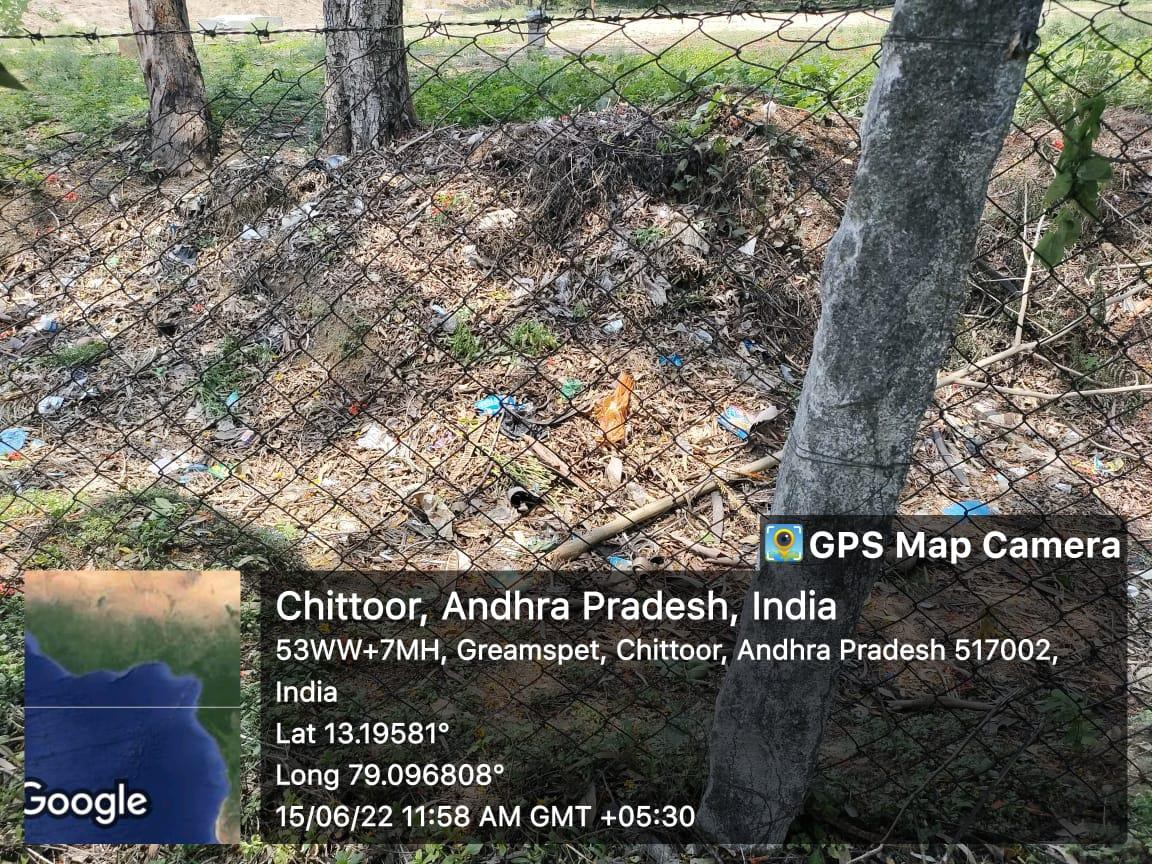 GPS Map Camera
Chittoor, Andhra Pradesh, India
53WW+7MH, Greamspet, Chittoor, Andhra Pradesh 517002,
India
Lat 13.19581°
Long 79.096808°
15/06/22 11:58 AM GMT +05:30
Google